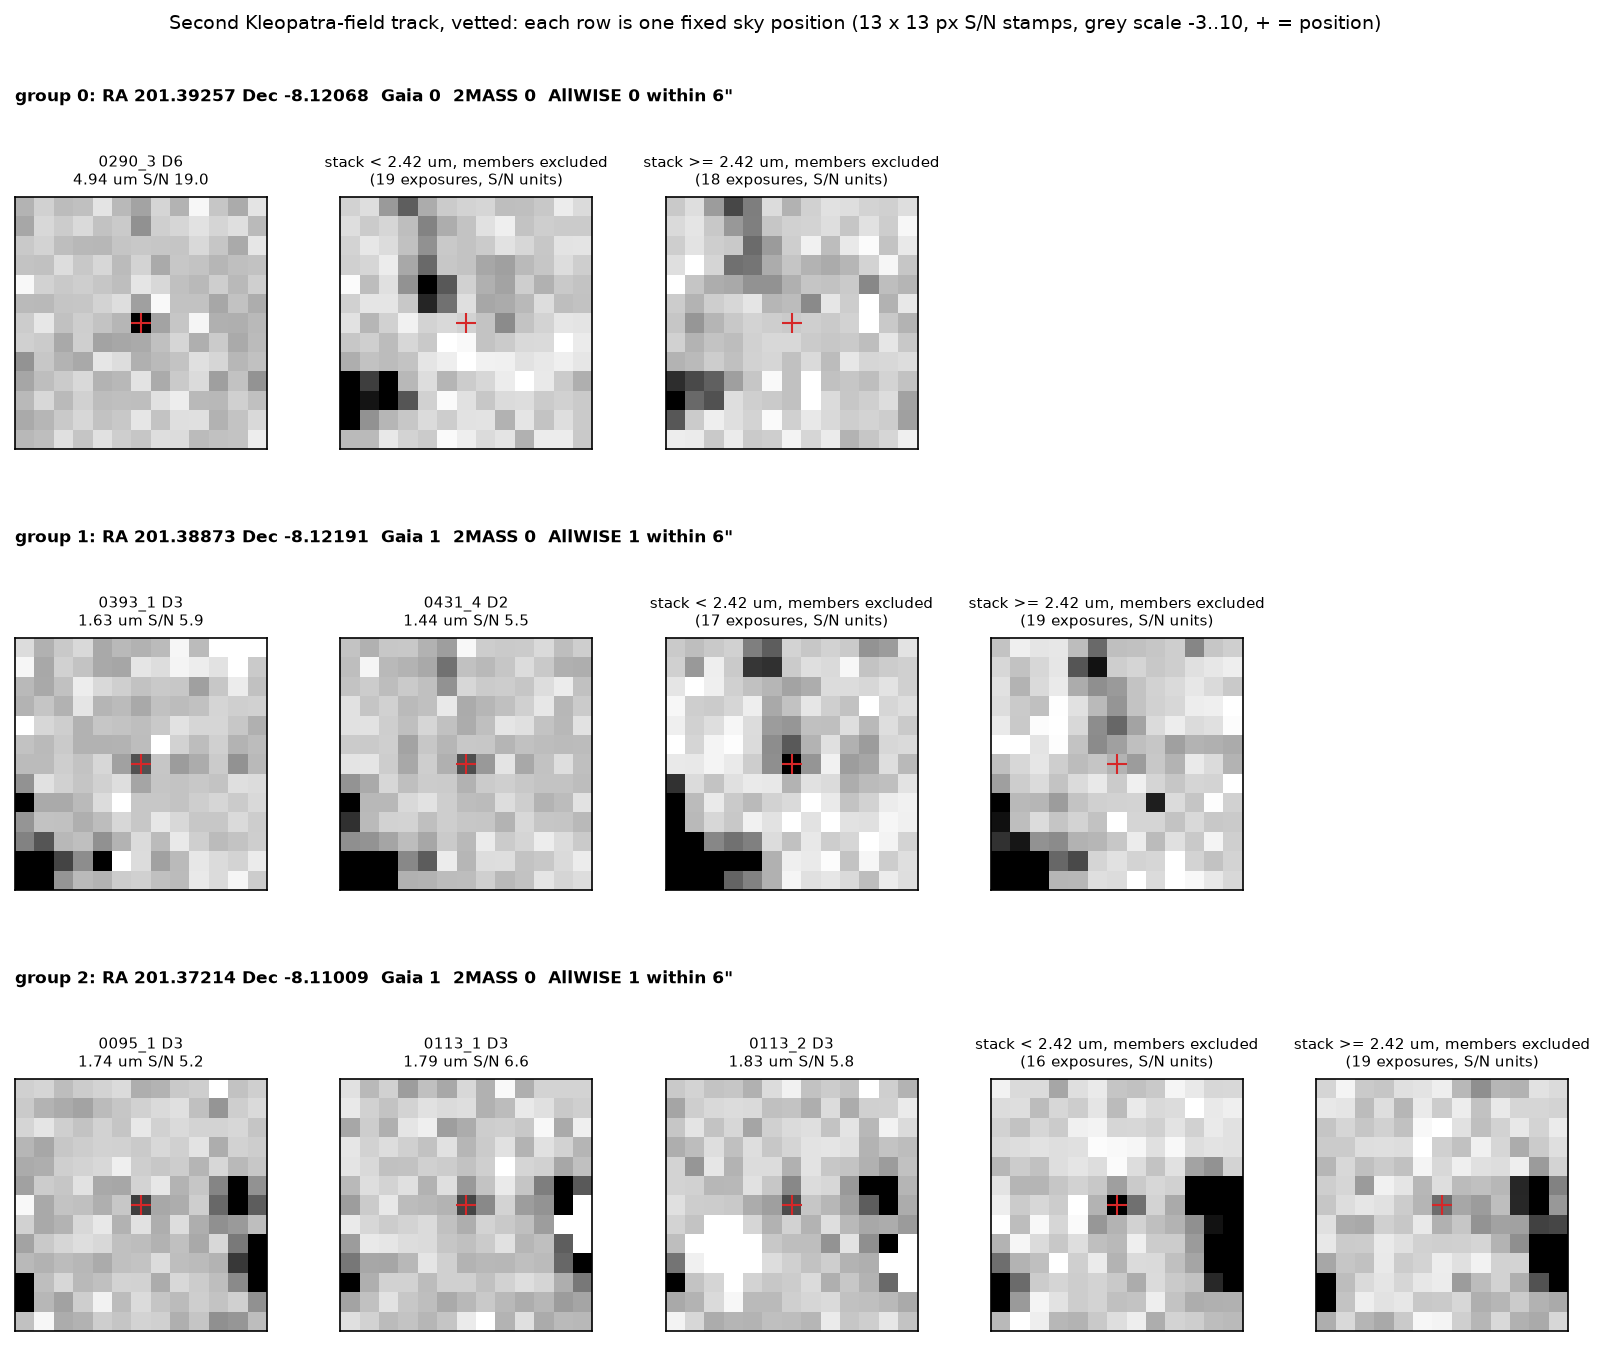 Second Kleopatra-field track, vetted: each row is one fixed sky position (13 x 13 px S/N stamps, grey scale -3..10, + = position)
group 0: RA 201.39257 Dec -8.12068  Gaia 0  2MASS 0  AllWISE 0 within 6"
0290_3 D6
4.94 um S/N 19.0
stack < 2.42 um, members excluded
(19 exposures, S/N units)
stack >= 2.42 um, members excluded
(18 exposures, S/N units)
group 1: RA 201.38873 Dec -8.12191  Gaia 1  2MASS 0  AllWISE 1 within 6"
0393_1 D3
1.63 um S/N 5.9
0431_4 D2
1.44 um S/N 5.5
stack < 2.42 um, members excluded
(17 exposures, S/N units)
stack >= 2.42 um, members excluded
(19 exposures, S/N units)
group 2: RA 201.37214 Dec -8.11009  Gaia 1  2MASS 0  AllWISE 1 within 6"
0095_1 D3
1.74 um S/N 5.2
0113_1 D3
1.79 um S/N 6.6
0113_2 D3
1.83 um S/N 5.8
stack < 2.42 um, members excluded
(16 exposures, S/N units)
stack >= 2.42 um, members excluded
(19 exposures, S/N units)